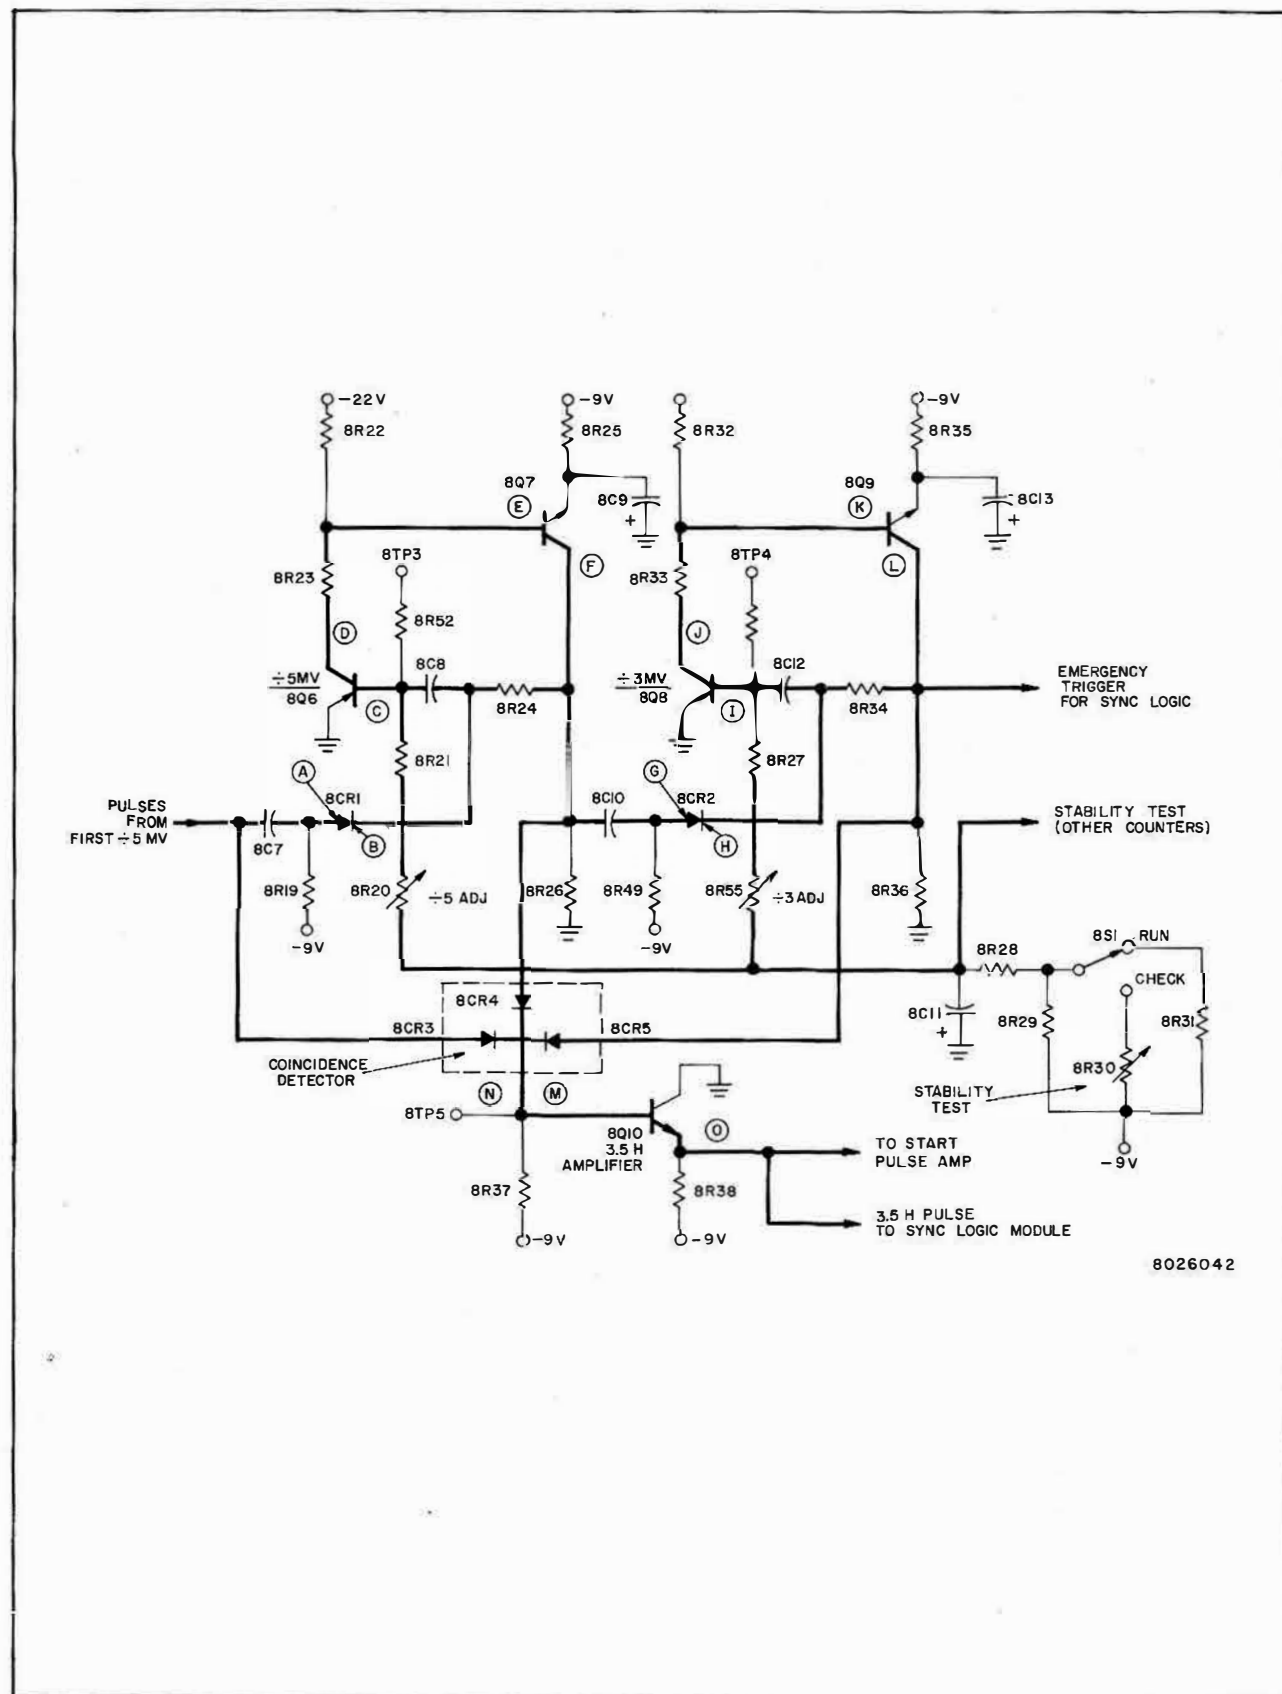 -22V
-9V
-9V
8R22
8R25
8R32
8R35
8Q7
8Q9
E
8C9
K
8C13
+
+
8TP3
8TP4
F
L
8R23
8R33
D
8R52
J
8C8
8C12
EMERGENCY
TRIGGER
FOR SYNC LOGIC
÷5MV
8Q6
÷3MV
8Q8
C
8R24
I
8R34
8R21
8R27
A
G
PULSES
FROM
FIRST ÷5 MV
8CR1
8C10
8CR2
STABILITY TEST
(OTHER COUNTERS)
8C7
B
H
8R19
8R20
÷5 ADJ
8R26
8R49
8R55
÷3 ADJ
8R36
-9V
-9V
8R28
8S1
RUN
CHECK
8CR4
8C11
+
8R29
8R31
8CR3
8CR5
COINCIDENCE
DETECTOR
8R30
STABILITY
TEST
N
M
8TP5
8Q10
3.5 H
AMPLIFIER
O
TO START
PULSE AMP
-9V
8R37
8R38
3.5 H PULSE
TO SYNC LOGIC MODULE
-9V
-9V
8026042